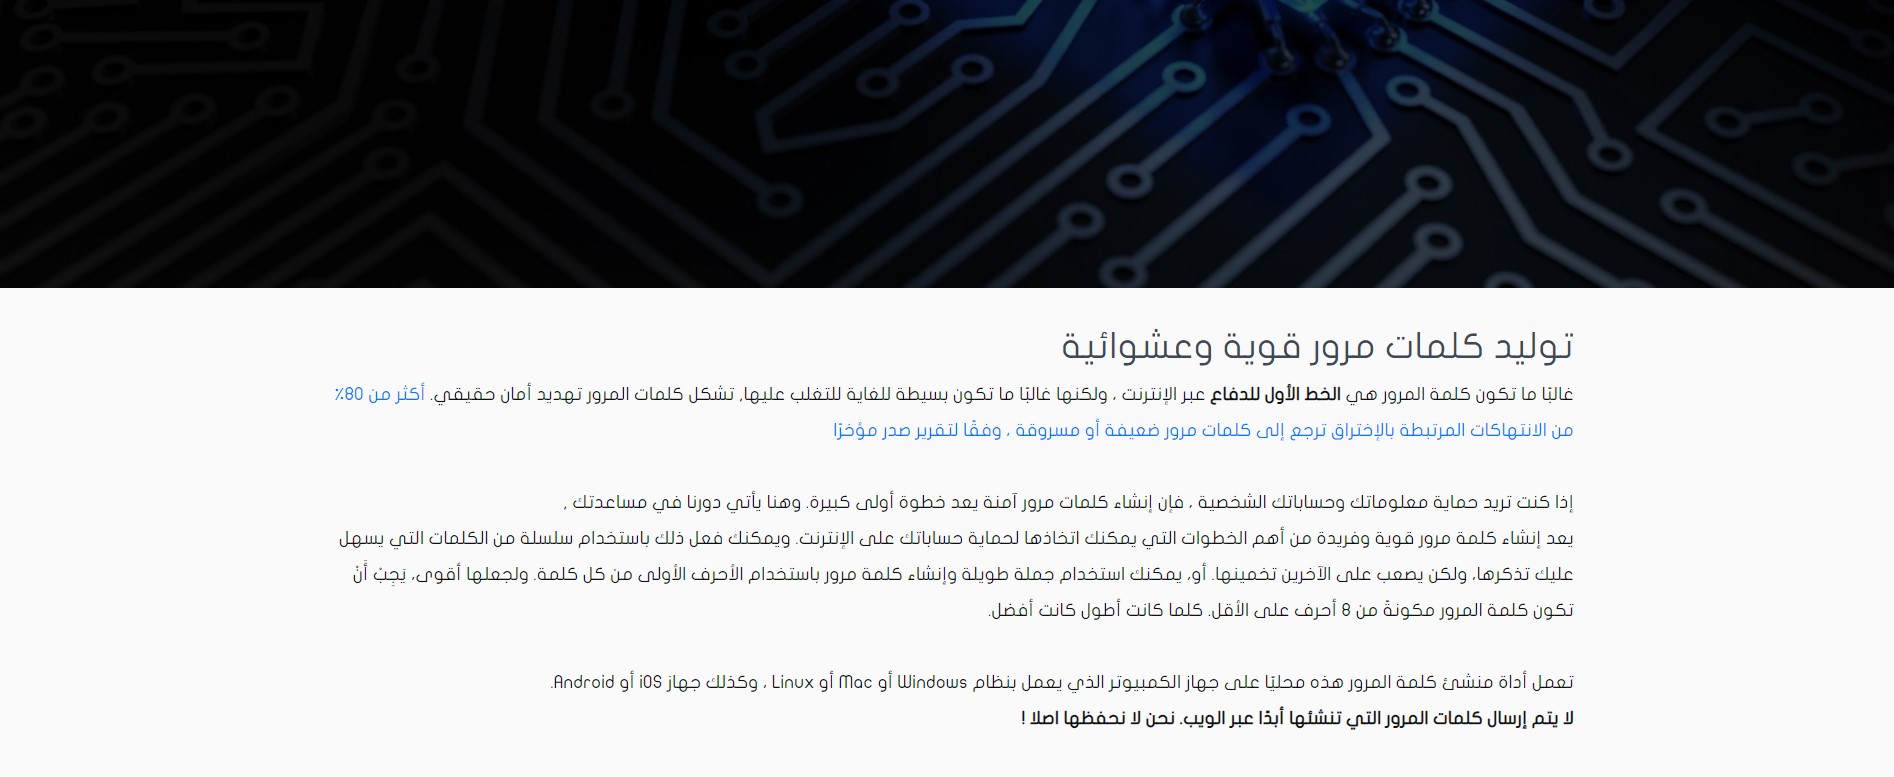 توليد كلمات مرور قوية وعشوائية
غالبًا ما تكون كلمة المرور هي الخط الأول للدفاع عبر الإنترنت ، ولكنها غالبًا ما تكون بسيطة للغاية للتغلب عليها, تشكل كلمات المرور تهديد أمان حقيقي. أكثر من 80٪
من الانتهاكات المرتبطة بالإختراق ترجع إلى كلمات مرور ضعيفة أو مسروقة ، وفقًا لتقرير صدر مؤخرًا
إذا كنت تريد حماية معلوماتك وحساباتك الشخصية ، فإن إنشاء كلمات مرور آمنة يعد خطوة أولى كبيرة. وهنا يأتي دورنا في مساعدتك ,
يعد إنشاء كلمة مرور قوية وفريدة من أهم الخطوات التي يمكنك اتخاذها لحماية حساباتك على الإنترنت. ويمكنك فعل ذلك باستخدام سلسلة من الكلمات التي يسهل
عليك تذكرها، ولكن يصعب على الآخرين تخمينها. أو، يمكنك استخدام جملة طويلة وإنشاء كلمة مرور باستخدام الأحرف الأولى من كل كلمة. ولجعلها أقوى، يَجِبْ أَنْ
تكون كلمة المرور مكونةً من 8 أحرف على الأقل. كلما كانت أطول كانت أفضل.
تعمل أداة منشئ كلمة المرور هذه محليًا على جهاز الكمبيوتر الذي يعمل بنظام Windows أو Mac أو Linux ، وكذلك جهاز iOS أو Android.
لا يتم إرسال كلمات المرور التي تنشئها أبدًا عبر الويب. نحن لا نحفظها اصلا !